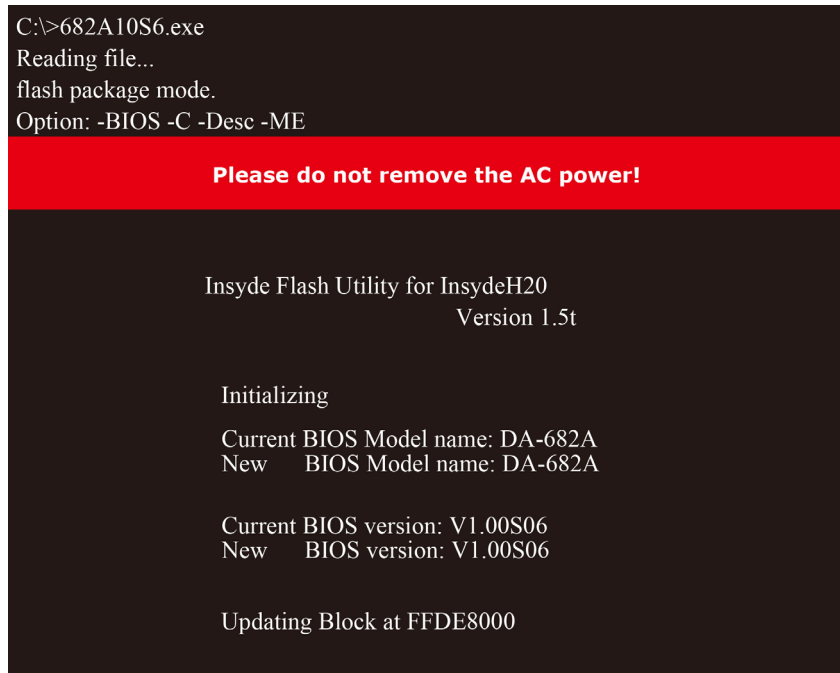 C:\>682A10S6.exe
Reading file...
flash package mode.
Option: -BIOS -C -Desc -ME
Please do not remove the AC power!
Insyde Flash Utility for InsydeH20
Version 1.5t
Initializing
Current BIOS Model name: DA-682A
New BIOS Model name: DA-682A
Current BIOS version: V1.00S06
New BIOS version: V1.00S06
Updating Block at FFDE8000